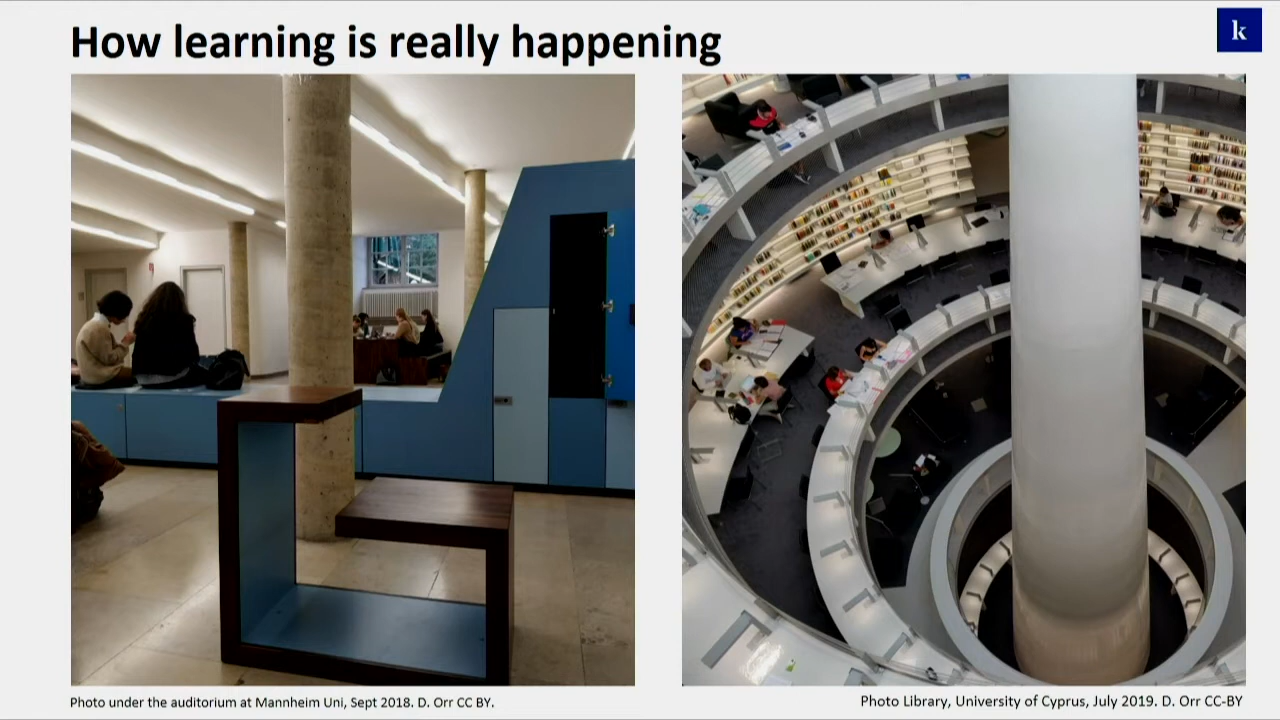 How learning is really happening
k
Photo under the auditorium at Mannheim Uni, Sept 2018. D. Orr CC BY.
Photo Library, University of Cyprus, July 2019. D. Orr CC-BY